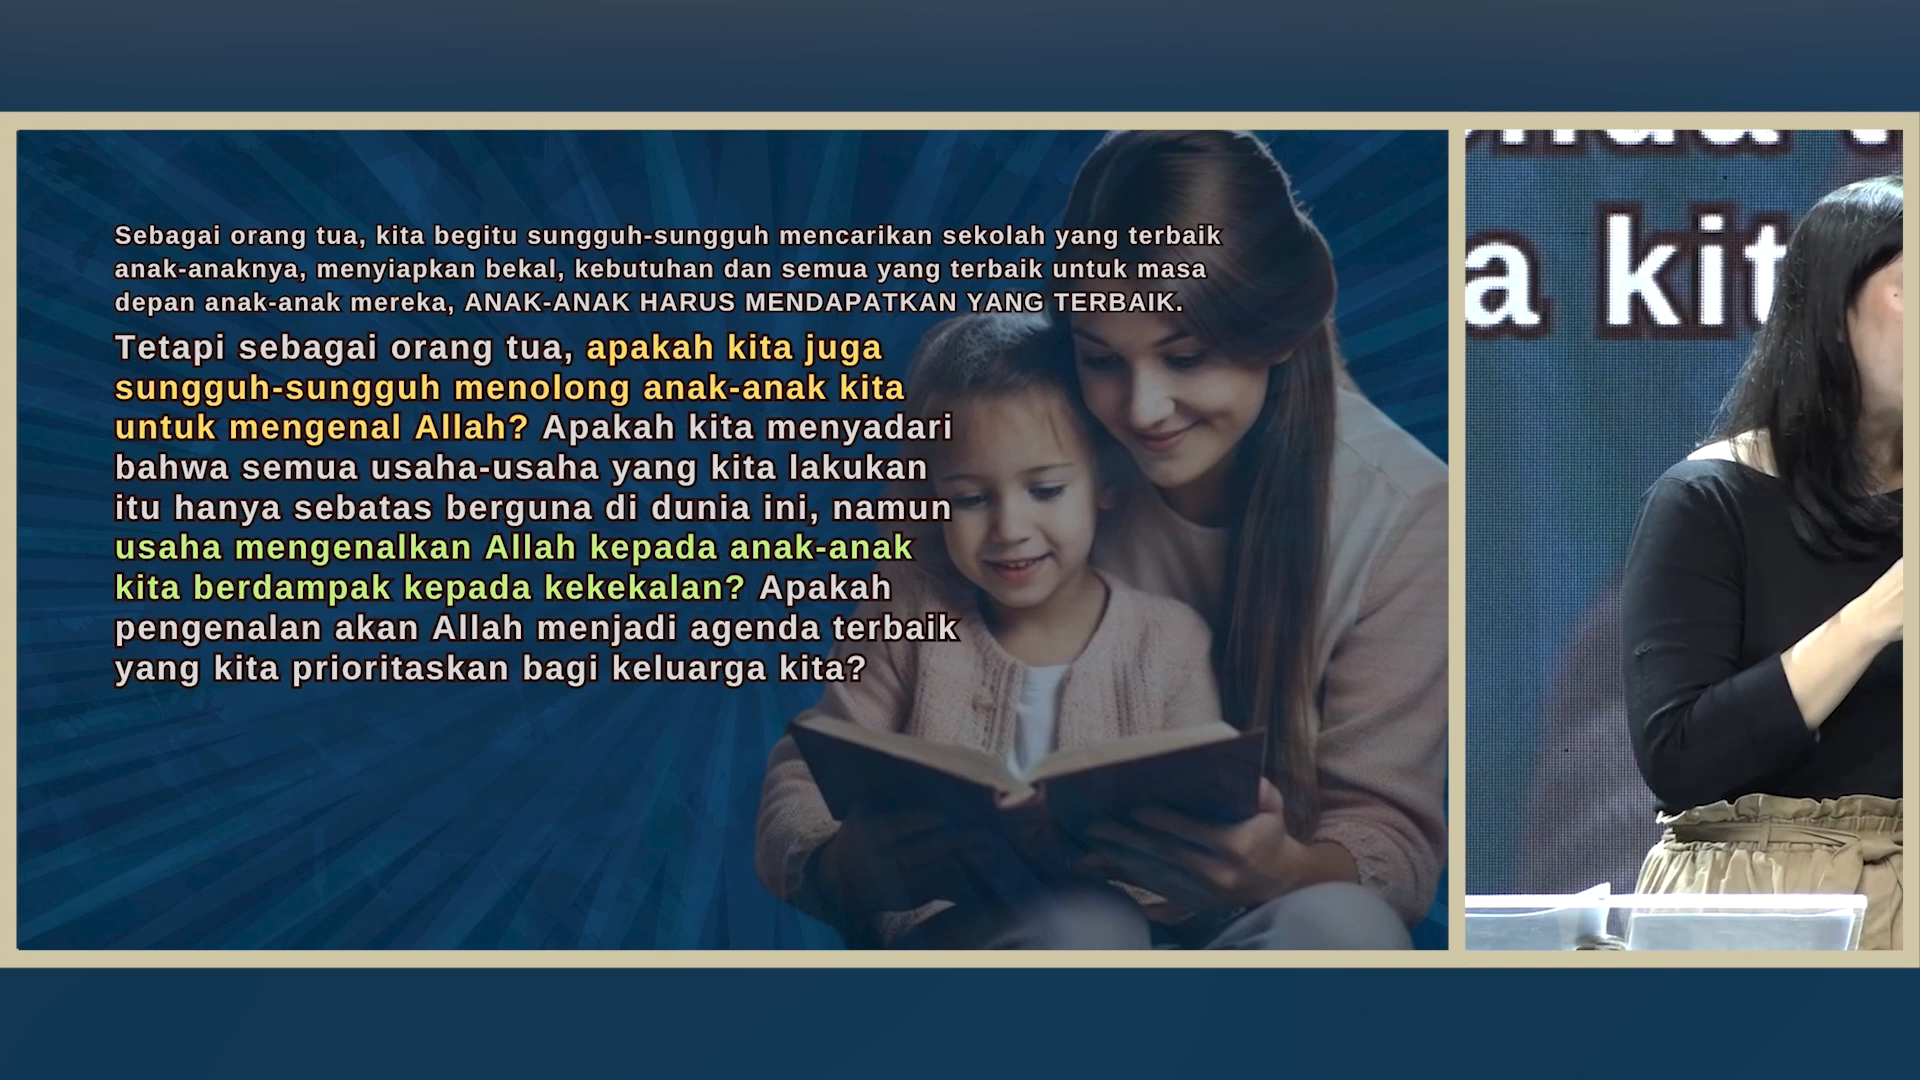 Sebagai orang tua, kita begitu sungguh-sungguh mencarikan sekolah yang terbaik
anak-anaknya, menyiapkan bekal, kebutuhan dan semua yang terbaik untuk masa
depan anak-anak mereka, ANAK-ANAK HARUS MENDAPATKAN YANG TERBAIK.
Tetapi sebagai orang tua, apakah kita juga
sungguh-sungguh menolong anak-anak kita
untuk mengenal Allah? Apakah kita menyadari
bahwa semua usaha-usaha yang kita lakukan
itu hanya sebatas berguna di dunia ini, namun
usaha mengenalkan Allah kepada anak-anak
kita berdampak kepada kekekalan? Apakah
pengenalan akan Allah menjadi agenda terbaik
yang kita prioritaskan bagi keluarga kita?
a kit